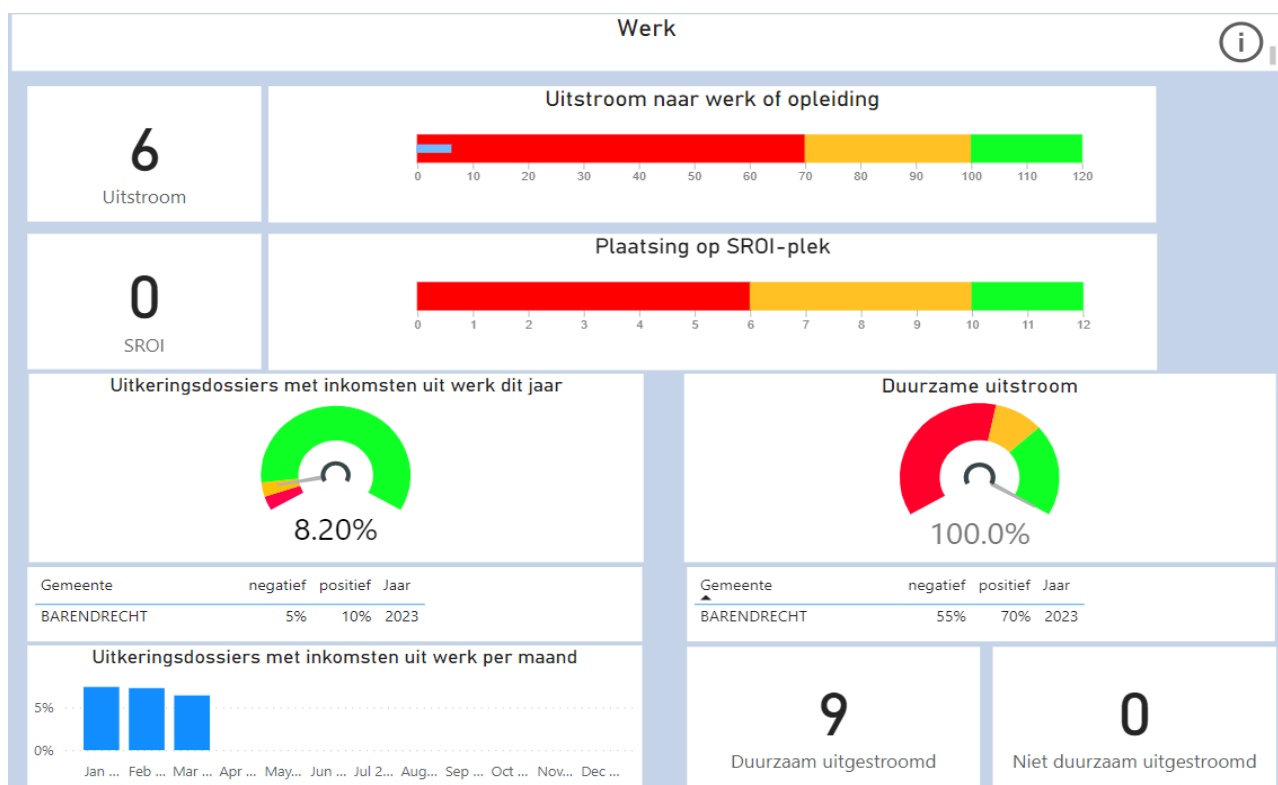 Werk
i
6
Uitstroom
Uitstroom naar werk of opleiding
0 10 20 30 40 50 60 70 80 90 100 110 120
0
SROI
Plaatsing op SROI-plek
0 1 2 3 4 5 6 7 8 9 10 11 12
Uitkeringsdossiers met inkomsten uit werk dit jaar
8.20%
Gemeente negatief positief Jaar
BARENDRECHT 5% 10% 2023
Uitkeringsdossiers met inkomsten uit werk per maand
5%
0%
Jan ... Feb ... Mar ... Apr ... May... Jun ... Jul 2... Aug... Sep ... Oct ... Nov... Dec ...
Duurzame uitstroom
100.0%
Gemeente negatief positief Jaar
BARENDRECHT 55% 70% 2023
9
Duurzaam uitgestroomd
0
Niet duurzaam uitgestroomd